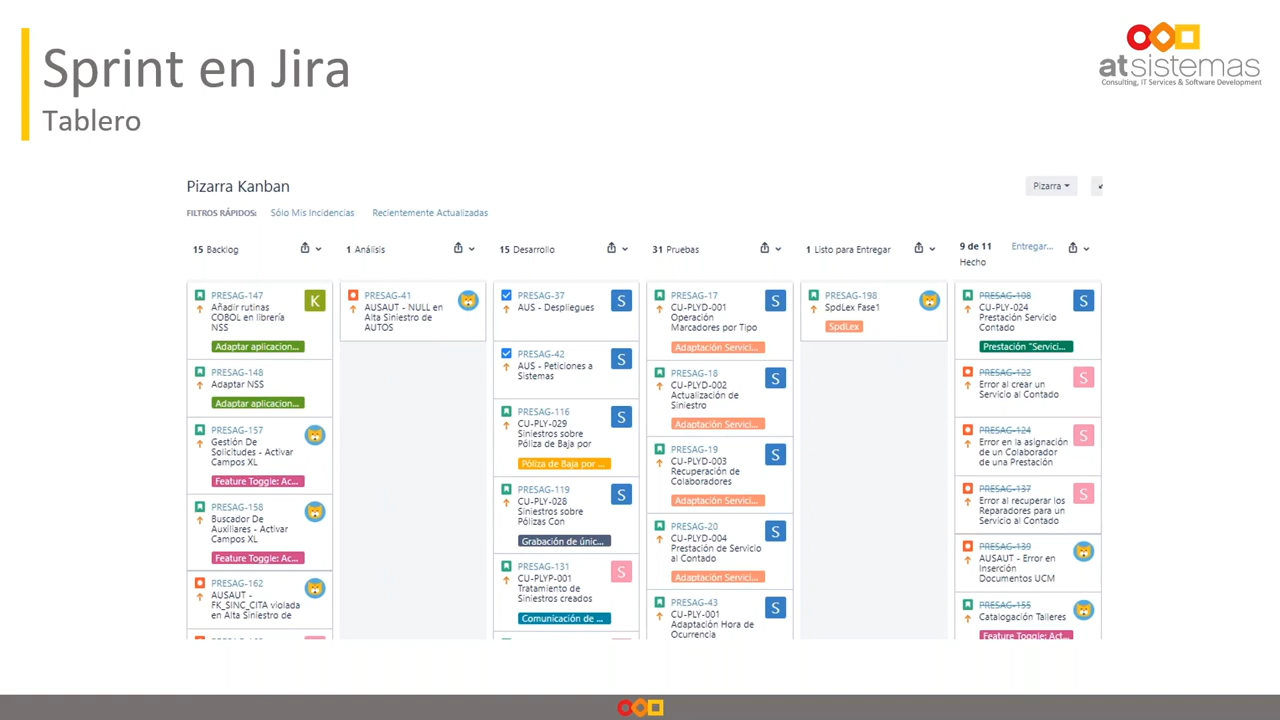 Sprint en Jira
Tablero
atsistemas
Consulting, IT Services & Software Development
Pizarra Kanban
Pizarra
FILTROS RÁPIDOS:
Sólo Mis Incidencias
Recientemente Actualizadas
15 Backlog
1 Análisis
15 Desarrollo
31 Pruebas
1 Listo para Entregar
9 de 11
Entregar...
Hecho
PRESAG-147
K
Añadir rutinas
COBOL en librería
NSS
Adaptar aplicacion...
PRESAG-148
Adaptar NSS
Adaptar aplicacion...
PRESAG-157
Gestión De
Solicitudes - Activar
Campos XL
Feature Toggle: Ac...
PRESAG-158
Buscador De
Auxiliares - Activar
Campos XL
Feature Toggle: Ac...
PRESAG-162
AUSAUT -
FK_SINC_CITA violada
en Alta Siniestro de
PRESAG-41
AUSAUT - NULL en
Alta Siniestro de
AUTOS
PRESAG-37
S
AUS - Despliegues
PRESAG-42
S
AUS - Peticiones a
Sistemas
PRESAG-116
S
CU-PLY-029
Siniestros sobre
Póliza de Baja por
Póliza de Baja por ...
PRESAG-119
S
CU-PLY-028
Siniestros sobre
Pólizas Con
Grabación de únic...
PRESAG-131
S
CU-PLYP-001
Tratamiento de
Siniestros creados
Comunicación de ...
PRESAG-17
S
CU-PLYD-001
Operación
Marcadores por Tipo
Adaptación Servici...
PRESAG-18
S
CU-PLYD-002
Actualización de
Siniestro
Adaptación Servici...
PRESAG-19
S
CU-PLYD-003
Recuperación de
Colaboradores
Adaptación Servici...
PRESAG-20
S
CU-PLYD-004
Prestación de Servicio
al Contado
Adaptación Servici...
PRESAG-43
S
CU-PLY-001
Adaptación Hora de
Ocurrencia
PRESAG-198
SpdLex Fase1
SpdLex
PRESAG-108
S
CU-PLY-024
Prestación Servicio
Contado
Prestación "Servici...
PRESAG-122
S
Error al crear un
Servicio al Contado
PRESAG-124
S
Error en la asignación
de un Colaborador
de una Prestación
PRESAG-137
S
Error al recuperar los
Reparadores para un
Servicio al Contado
PRESAG-139
AUSAUT - Error en
Inserción
Documentos UCM
PRESAG-155
Catalogación Talleres
Feature Toggle: Act...